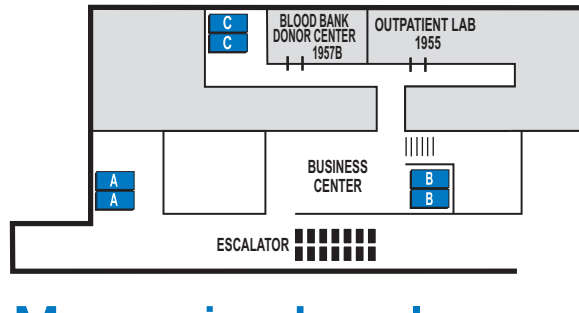 C
C
BLOOD BANK
DONOR CENTER
1957B
OUTPATIENT LAB
1955
A
A
BUSINESS
CENTER
B
B
ESCALATOR